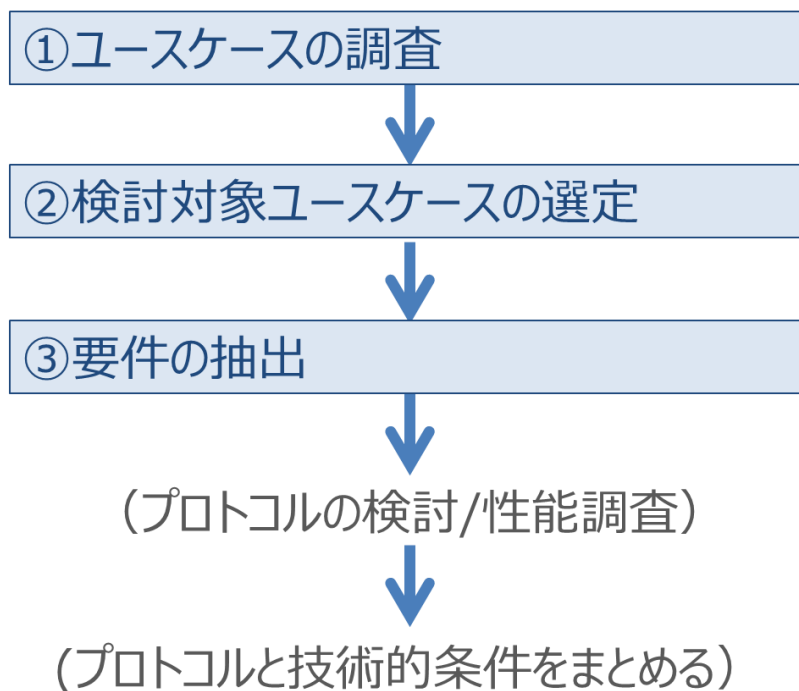 ①ユースケースの調査
②検討対象ユースケースの選定
③要件の抽出
（プロトコルの検討/性能調査）
(プロトコルと技術的条件をまとめる）